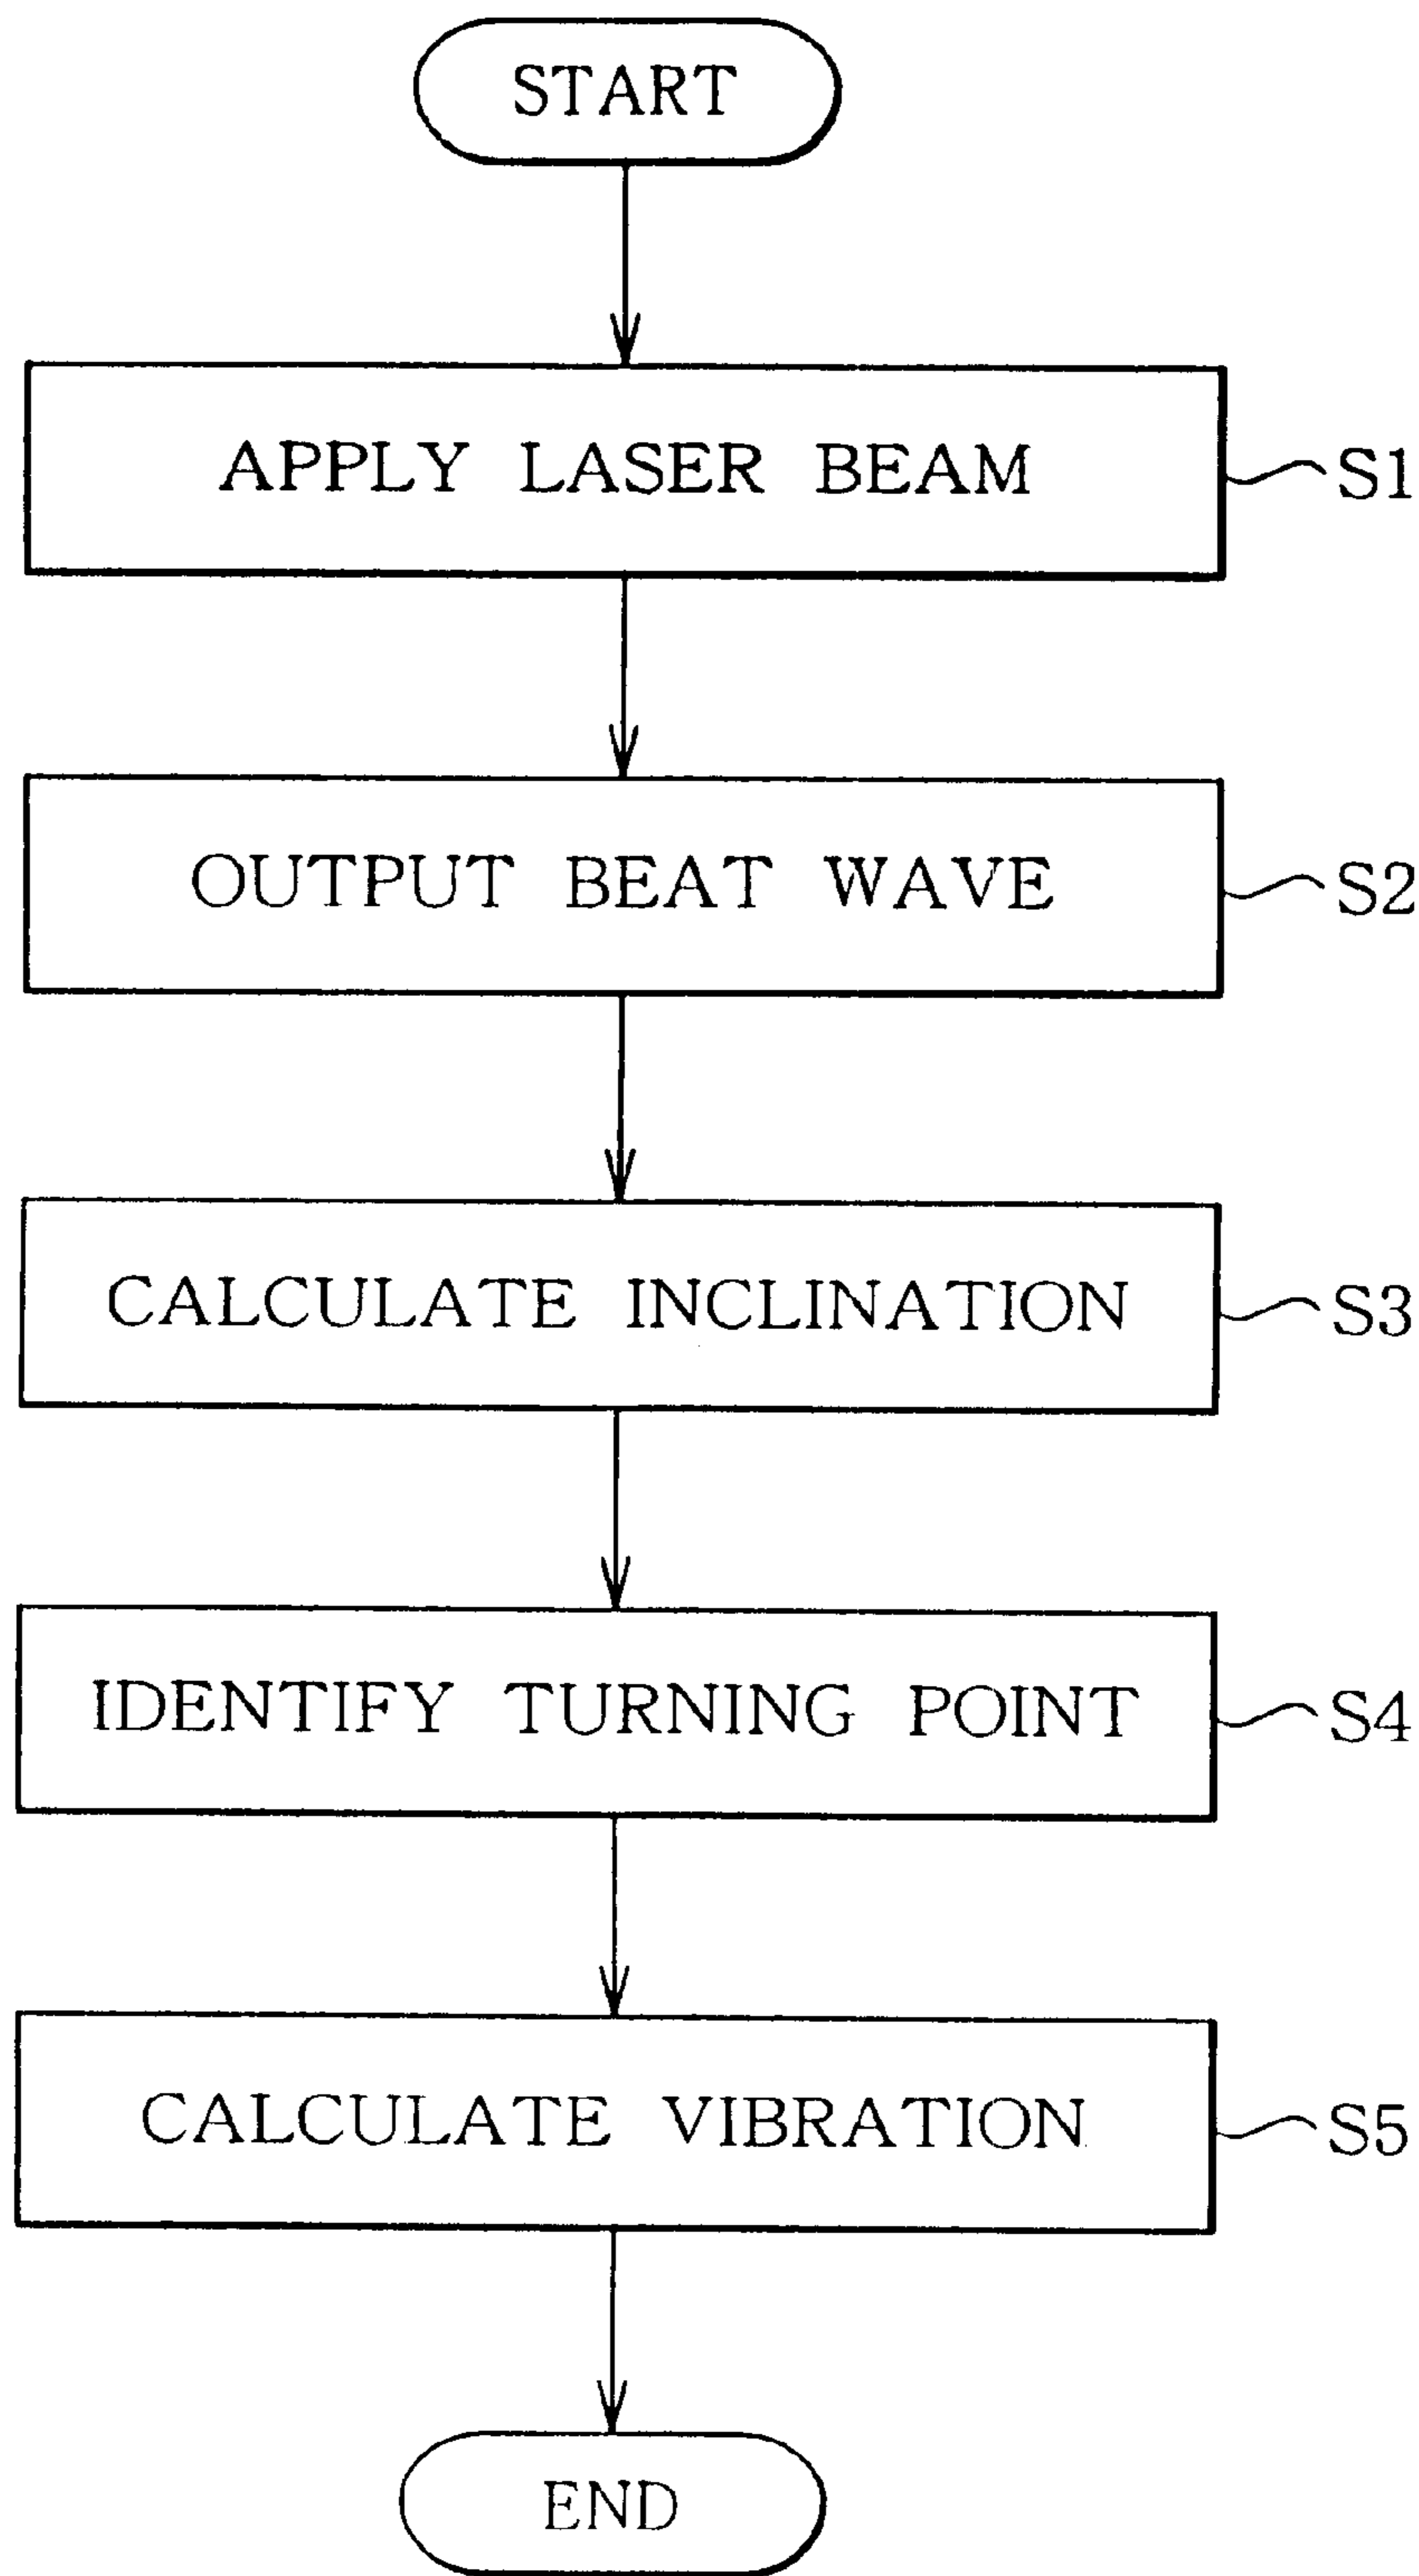 START
APPLY LASER BEAM S1
OUTPUT BEAT WAVE S2
CALCULATE INCLINATION S3
IDENTIFY TURNING POINT S4
CALCULATE VIBRATION S5
END